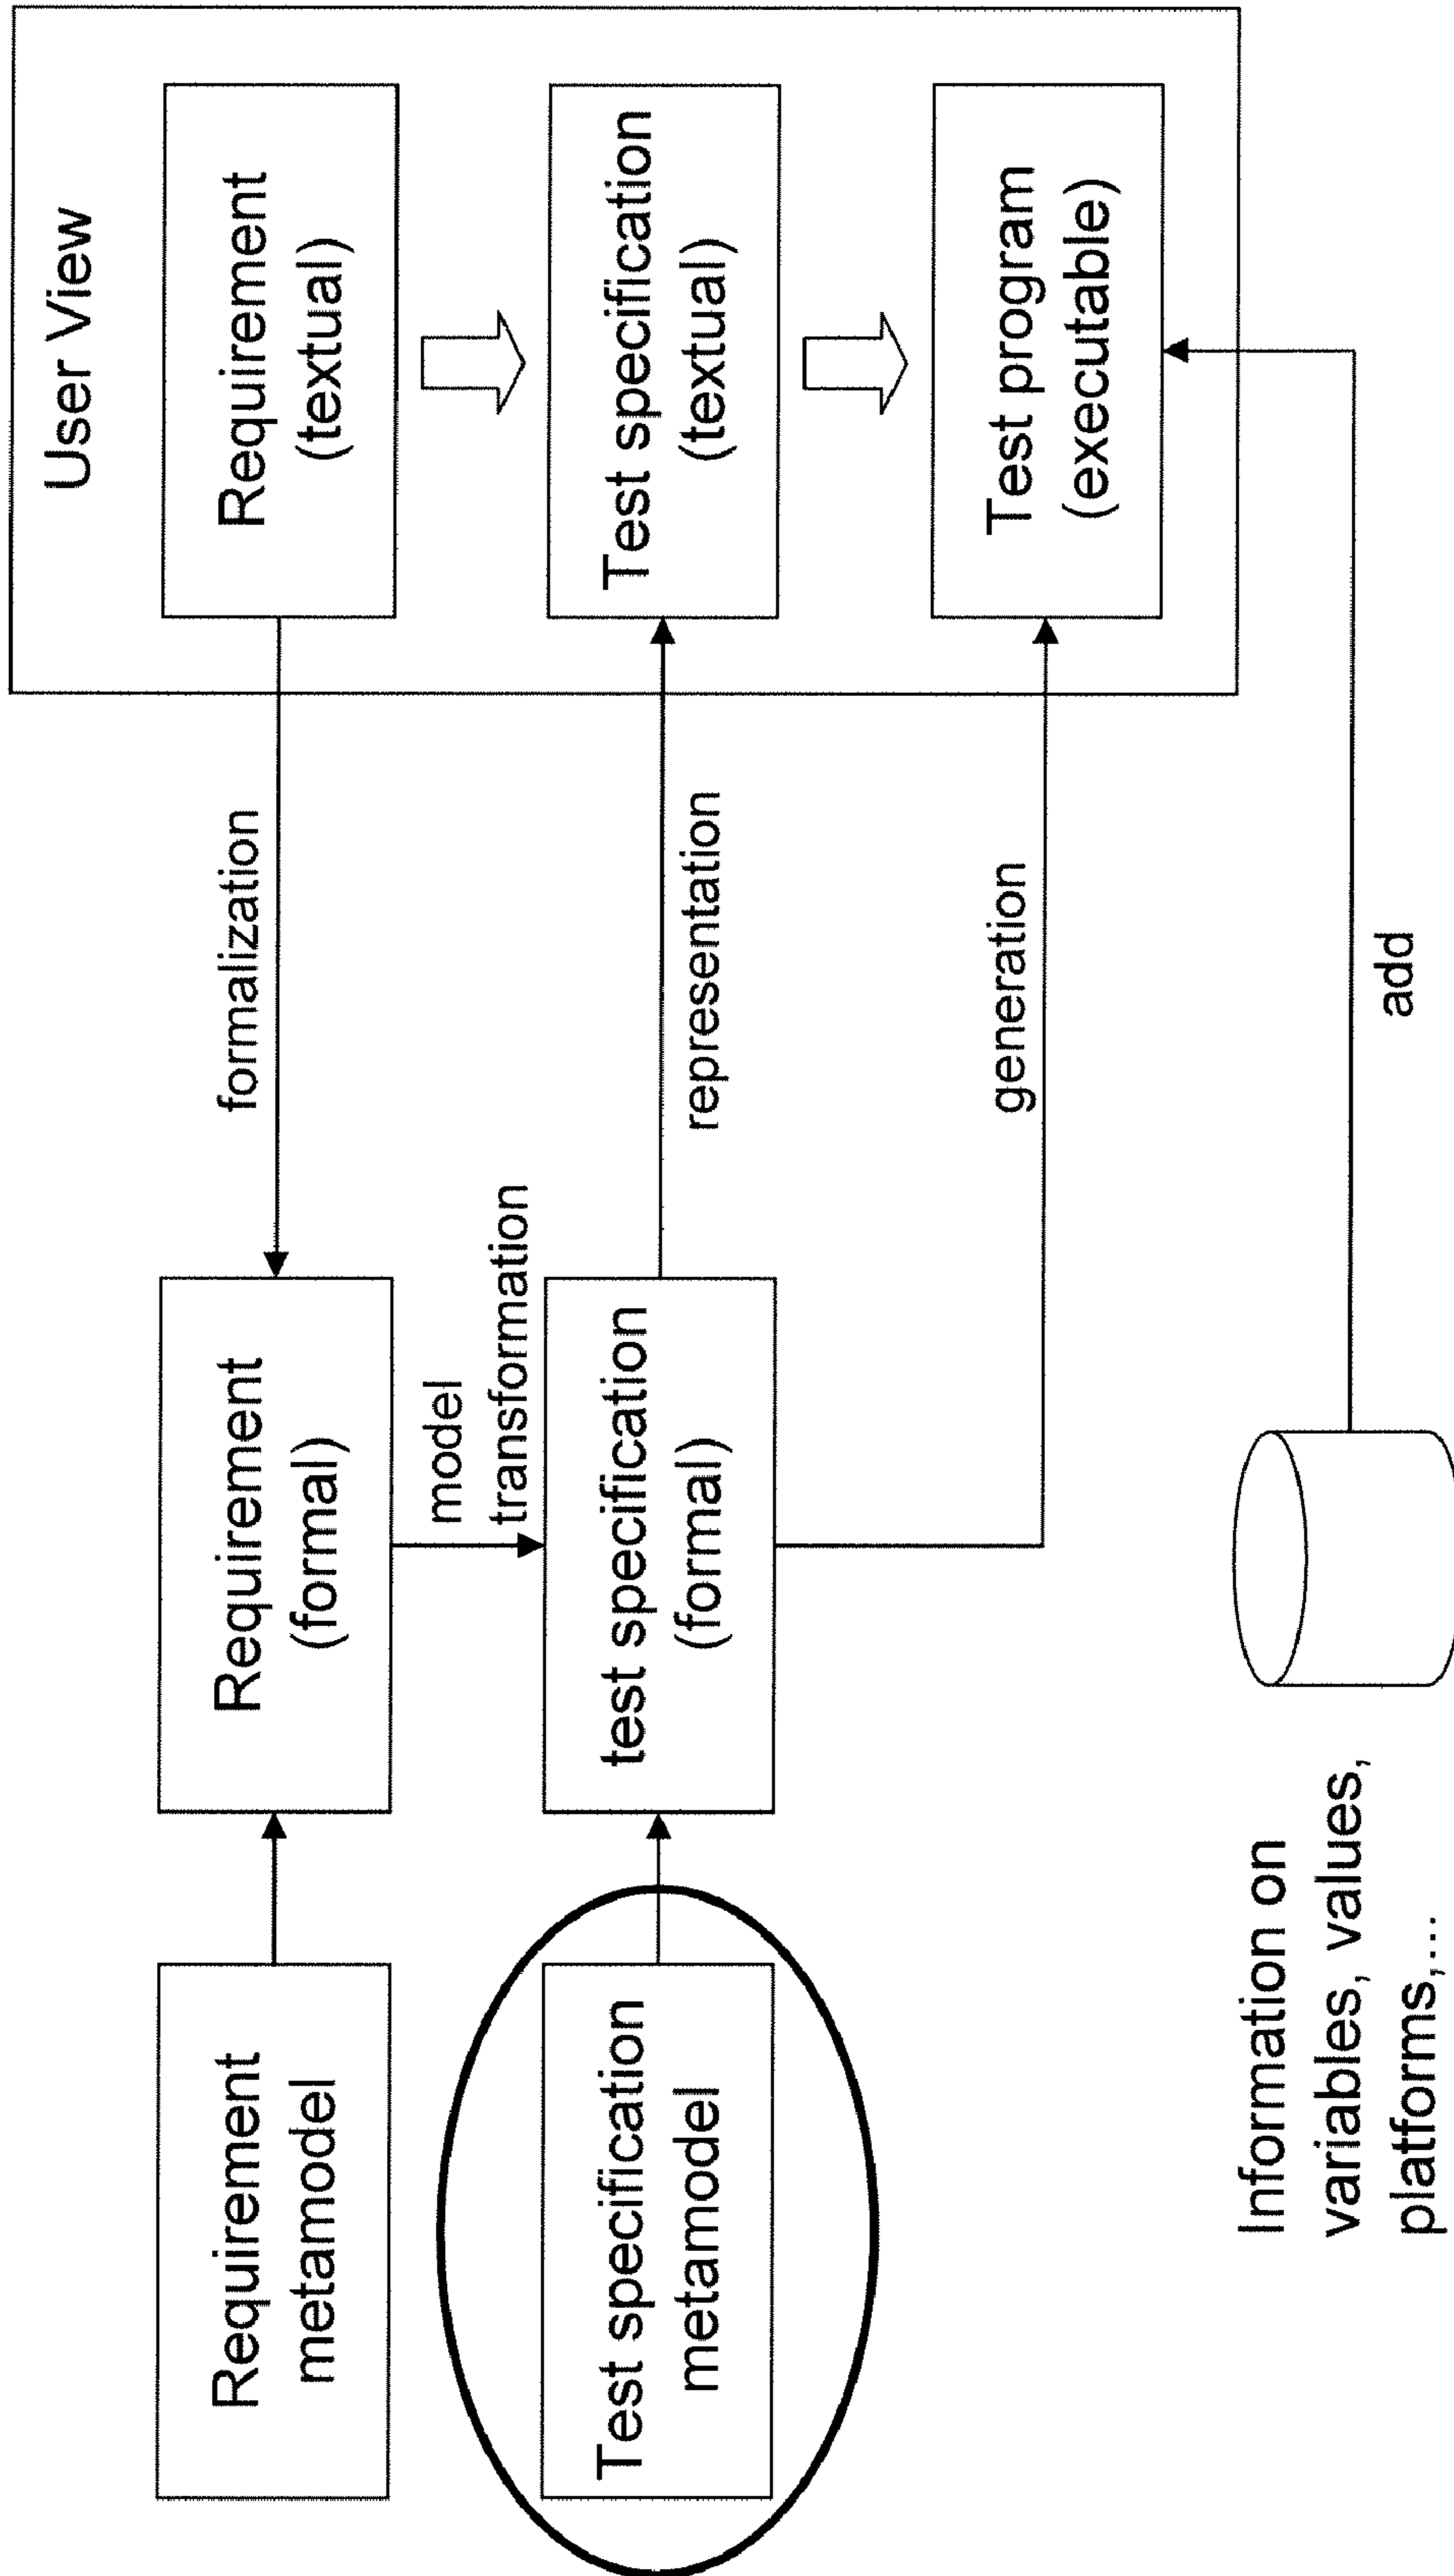 User View
Requirement
metamodel
Requirement
(formal)
formalization
Requirement
(textual)
model
transformation
Test specification
metamodel
test specification
(formal)
representation
Test specification
(textual)
generation
Test program
(executable)
Information on
variables, values,
platforms,...
add